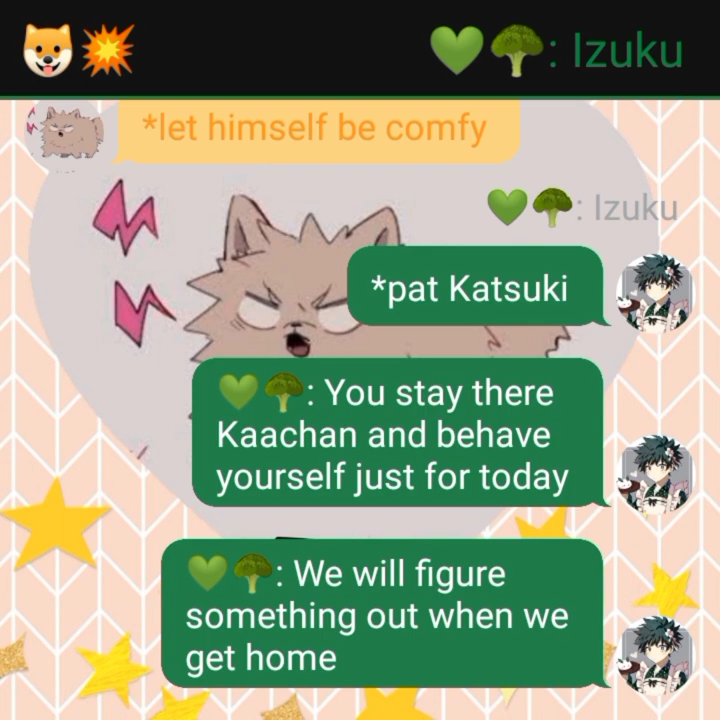 🐶💥 💚🥦: Izuku
*let himself be comfy
💚🥦: Izuku
*pat Katsuki
💚🥦: You stay there
Kaachan and behave
yourself just for today
💚🥦: We will figure
something out when we
get home